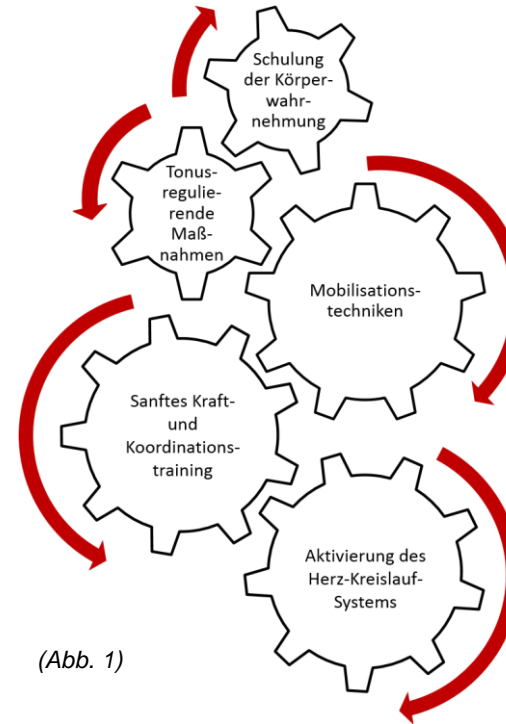 Schulung
der Körper-
wahr-
nehmung
Tonus-
regulie-
rende
Maß-
nahmen
Mobilisations-
techniken
Sanftes Kraft-
und
Koordinations-
training
Aktivierung des
Herz-Kreislauf-
Systems
(Abb. 1)